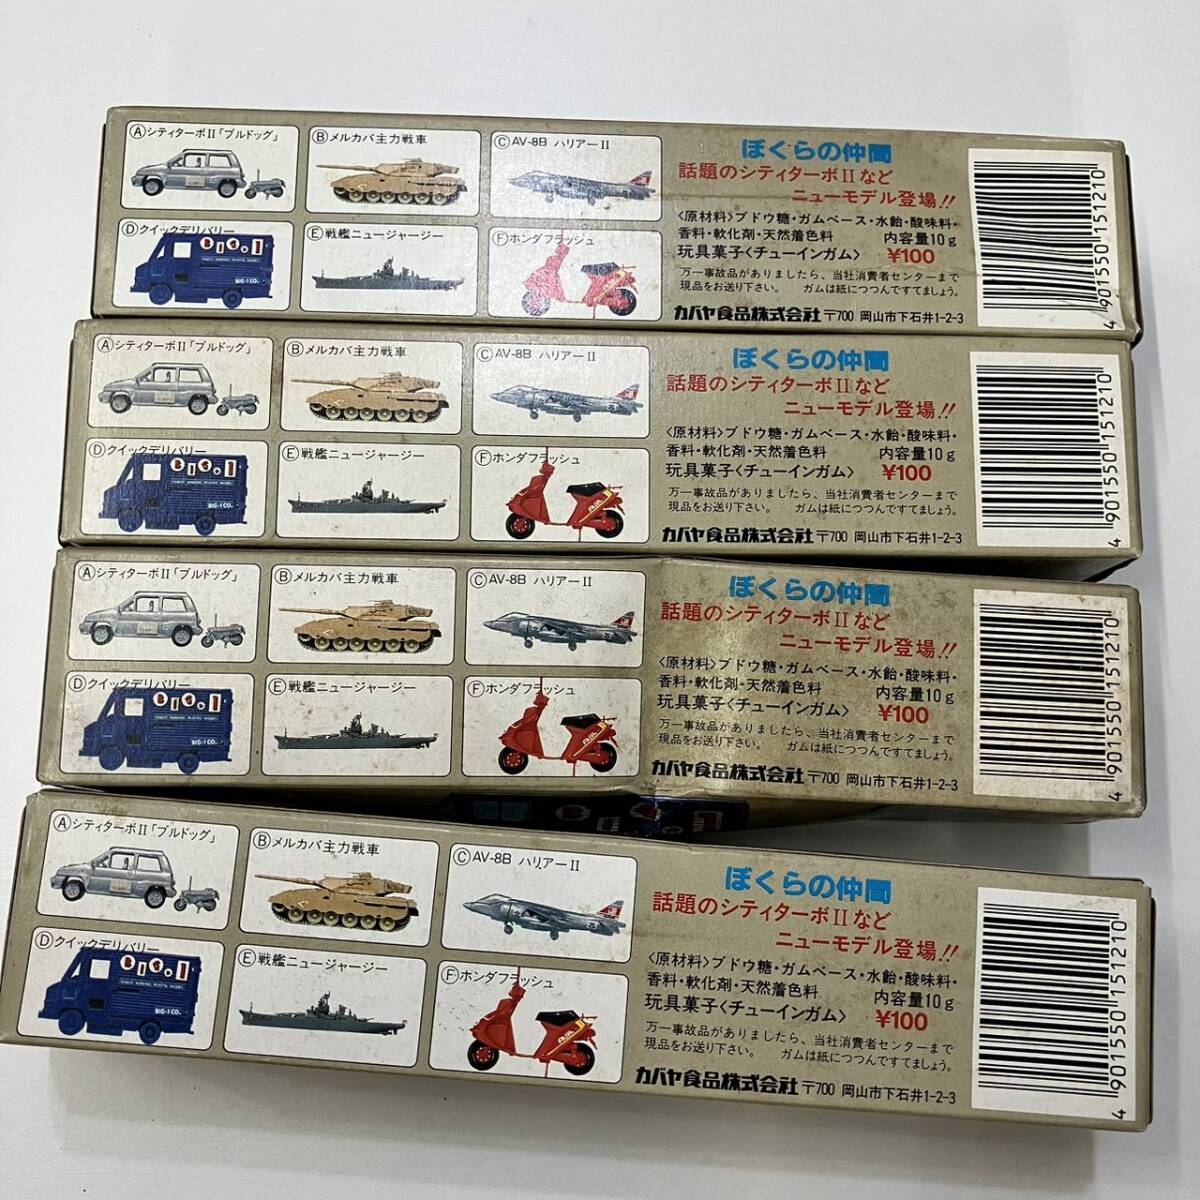 Ⓐシティターボⅱ「ブルドッグ」
Ⓑメルカバ主力戦車
ⒸAV-8B ハリアーⅡ
Ⓓクイックデリバリー
BIG-1CO.
Ⓔ戦艦ニュージャージー
Ⓕホンダフラッシュ
ぼくらの仲間
話題のシティターボⅡなど
ニューモデル登場!!
〈原材料〉ブドウ糖・ガムベース・水飴・酸味料・
香料・軟化剤・天然着色料 内容量10g
玩具菓子〈チューインガム〉 ¥100
万一事故品がありましたら、当社消費者センターまで
現品をお送り下さい。 ガムは紙につつんですてましょう。
カバヤ食品株式会社 〒700 岡山市下石井1-2-3
4901550151210
Ⓐシティターボⅱ「ブルドッグ」
Ⓑメルカバ主力戦車
ⒸAV-8B ハリアーⅡ
Ⓓクイックデリバリー
BIG-1CO.
Ⓔ戦艦ニュージャージー
Ⓕホンダフラッシュ
ぼくらの仲間
話題のシティターボⅡなど
ニューモデル登場!!
〈原材料〉ブドウ糖・ガムベース・水飴・酸味料・
香料・軟化剤・天然着色料 内容量10g
玩具菓子〈チューインガム〉 ¥100
万一事故品がありましたら、当社消費者センターまで
現品をお送り下さい。 ガムは紙につつんですてましょう。
カバヤ食品株式会社 〒700 岡山市下石井1-2-3
4901550151210
Ⓐシティターボⅱ「ブルドッグ」
Ⓑメルカバ主力戦車
ⒸAV-8B ハリアーⅡ
Ⓓクイックデリバリー
BIG-1CO.
Ⓔ戦艦ニュージャージー
Ⓕホンダフラッシュ
ぼくらの仲間
話題のシティターボⅡなど
ニューモデル登場!!
〈原材料〉ブドウ糖・ガムベース・水飴・酸味料・
香料・軟化剤・天然着色料 内容量10g
玩具菓子〈チューインガム〉 ¥100
万一事故品がありましたら、当社消費者センターまで
現品をお送り下さい。 ガムは紙につつんですてましょう。
カバヤ食品株式会社 〒700 岡山市下石井1-2-3
4901550151210
Ⓐシティターボⅱ「ブルドッグ」
Ⓑメルカバ主力戦車
ⒸAV-8B ハリアーⅡ
Ⓓクイックデリバリー
BIG-1CO.
Ⓔ戦艦ニュージャージー
Ⓕホンダフラッシュ
ぼくらの仲間
話題のシティターボⅡなど
ニューモデル登場!!
〈原材料〉ブドウ糖・ガムベース・水飴・酸味料・
香料・軟化剤・天然着色料 内容量10g
玩具菓子〈チューインガム〉 ¥100
万一事故品がありましたら、当社消費者センターまで
現品をお送り下さい。 ガムは紙につつんですてましょう。
カバヤ食品株式会社 〒700 岡山市下石井1-2-3
4901550151210